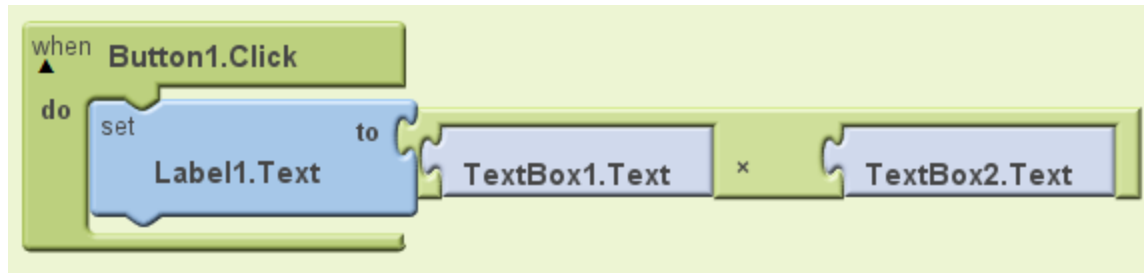 when Button1.Click
do
set
to
Label1.Text
TextBox1.Text × TextBox2.Text